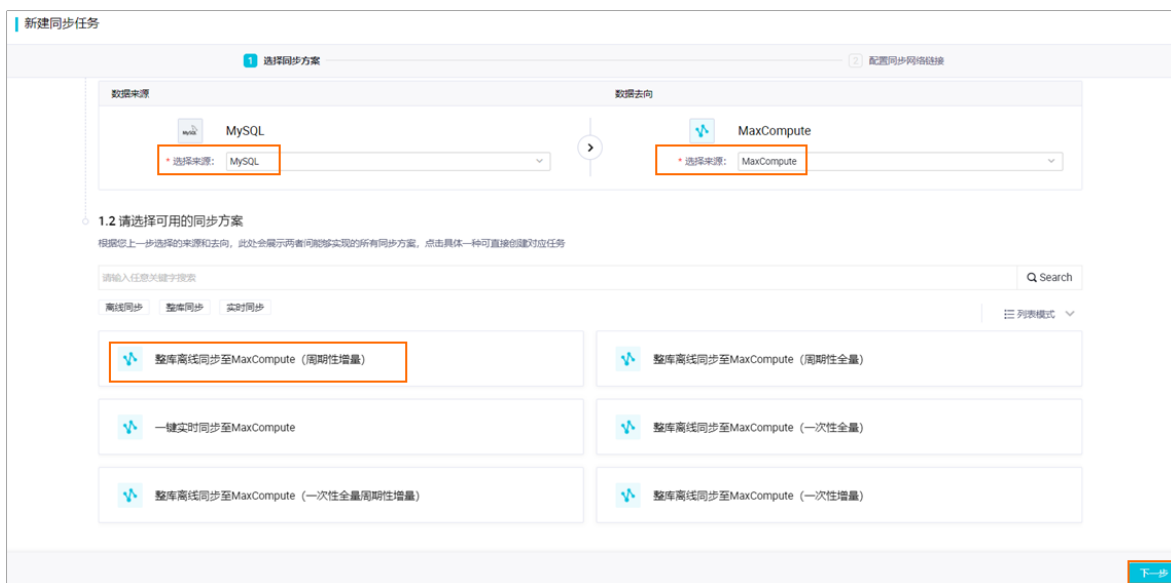 新建同步任务
1 选择同步方案
2 配置同步网络链接
数据来源
数据去向
MySQL
MySQL
MaxCompute
* 选择来源: MySQL
* 选择来源: MaxCompute
1.2 请选择可用的同步方案
根据您上一步选择的来源和去向，此处会展示两者间能够实现的所有同步方案，点击具体一种可直接创建对应任务
请输入任意关键字搜索
Search
离线同步 整库同步 实时同步
列表模式
整库离线同步至MaxCompute（周期性增量）
整库离线同步至MaxCompute（周期性全量）
一键实时同步至MaxCompute
整库离线同步至MaxCompute（一次性全量）
整库离线同步至MaxCompute（一次性全量周期性增量）
整库离线同步至MaxCompute（一次性增量）
下一步